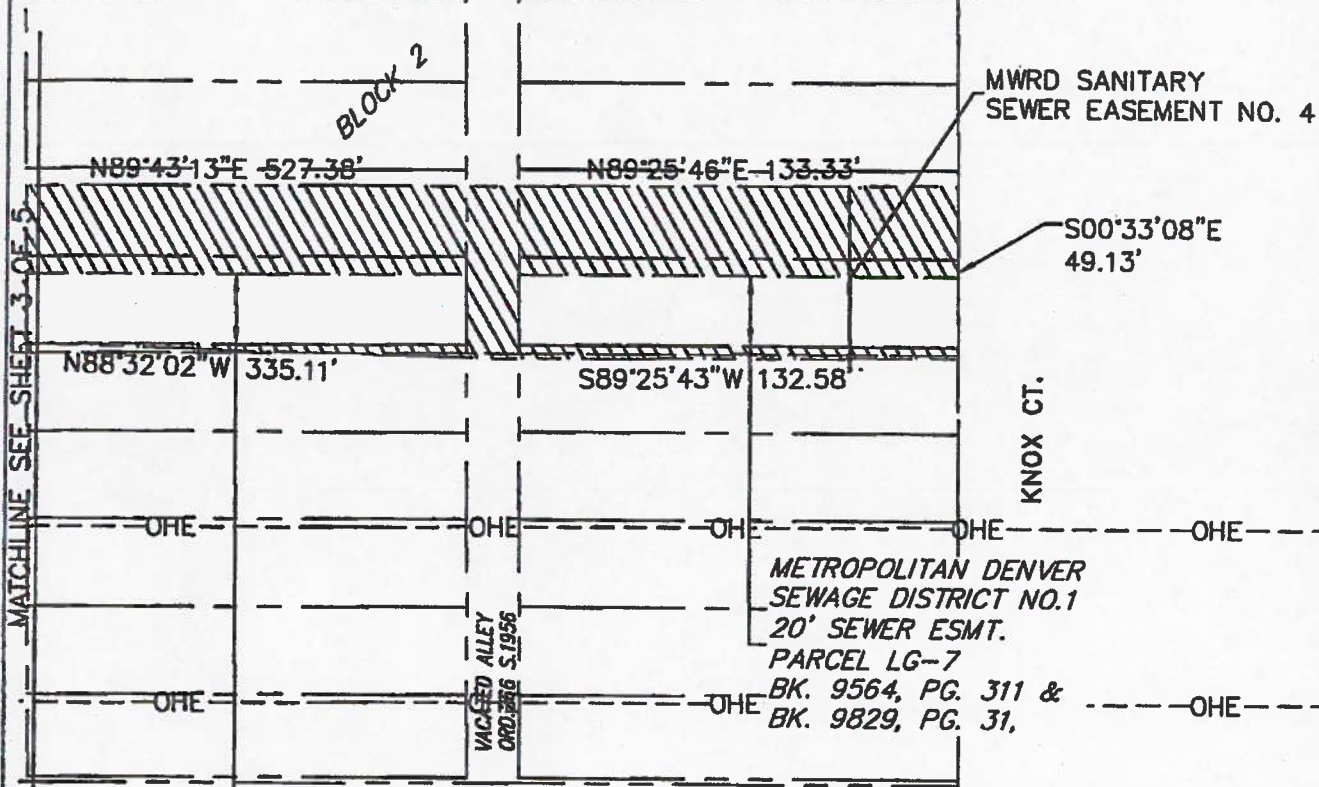 BLOCK 2
MWRD SANITARY
SEWER EASEMENT NO. 4
N89°43'13"E 527.38'
N89°25'46"E 133.33'
S00°33'08"E
49.13'
MATCHLINE SEE SHEET 3 OF 5
N88°32'02"W 335.11'
S89°25'43"W 132.58'
KNOX CT.
OHE OHE OHE OHE OHE
METROPOLITAN DENVER
SEWAGE DISTRICT NO.1
20' SEWER ESMT.
PARCEL LG-7
BK. 9564, PG. 311 &
BK. 9829, PG. 31,
VACATED ALLEY
ORD. S.1956
OHE OHE OHE